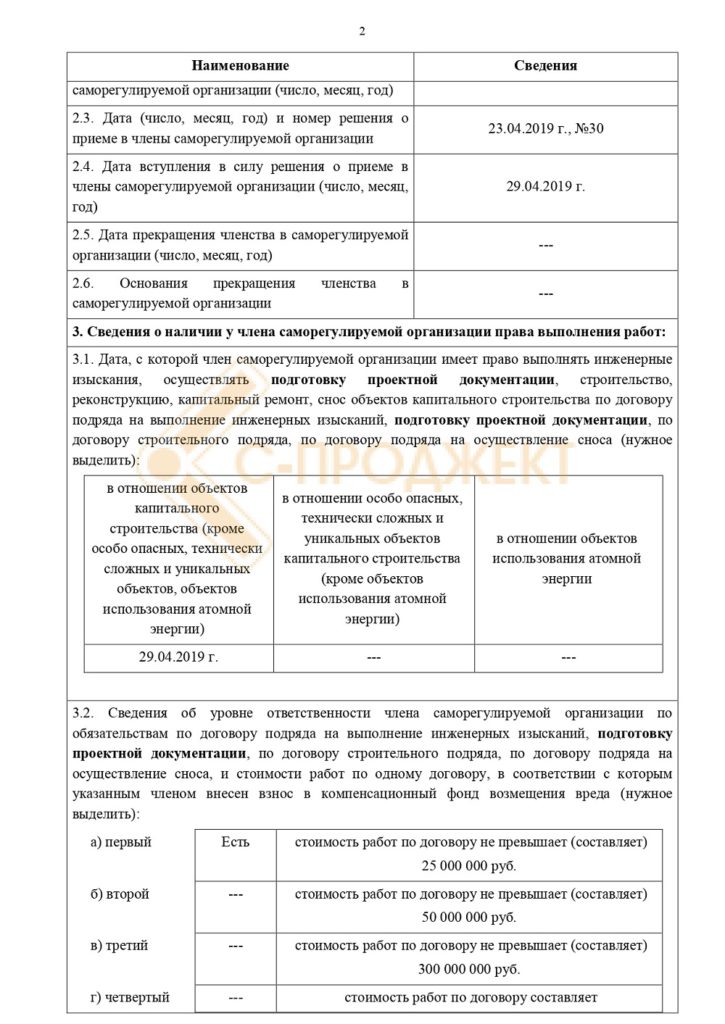 2
Наименование
Сведения
саморегулируемой организации (число, месяц, год)
2.3. Дата (число, месяц, год) и номер решения о
приеме в члены саморегулируемой организации
23.04.2019 г., №30
2.4. Дата вступления в силу решения о приеме в
члены саморегулируемой организации (число, месяц,
год)
29.04.2019 г.
2.5. Дата прекращения членства в саморегулируемой
организации (число, месяц, год)
---
2.6. Основания прекращения членства в
саморегулируемой организации
---
3. Сведения о наличии у члена саморегулируемой организации права выполнения работ:
3.1. Дата, с которой член саморегулируемой организации имеет право выполнять инженерные
изыскания, осуществлять подготовку проектной документации, строительство,
реконструкцию, капитальный ремонт, снос объектов капитального строительства по договору
подряда на выполнение инженерных изысканий, подготовку проектной документации, по
договору строительного подряда, по договору подряда на осуществление сноса (нужное
выделить):
С-ПРОДЖЕКТ
в отношении объектов
капитального
строительства (кроме
особо опасных, технически
сложных и уникальных
объектов, объектов
использования атомной
энергии)
в отношении особо опасных,
технически сложных и
уникальных объектов
капитального строительства
(кроме объектов
использования атомной
энергии)
в отношении объектов
использования атомной
энергии
29.04.2019 г.
---
---
3.2. Сведения об уровне ответственности члена саморегулируемой организации по
обязательствам по договору подряда на выполнение инженерных изысканий, подготовку
проектной документации, по договору строительного подряда, по договору подряда на
осуществление сноса, и стоимости работ по одному договору, в соответствии с которым
указанным членом внесен взнос в компенсационный фонд возмещения вреда (нужное
выделить):
а) первый
Есть
стоимость работ по договору не превышает (составляет)
25 000 000 руб.
б) второй
---
стоимость работ по договору не превышает (составляет)
50 000 000 руб.
в) третий
---
стоимость работ по договору не превышает (составляет)
300 000 000 руб.
г) четвертый
---
стоимость работ по договору составляет